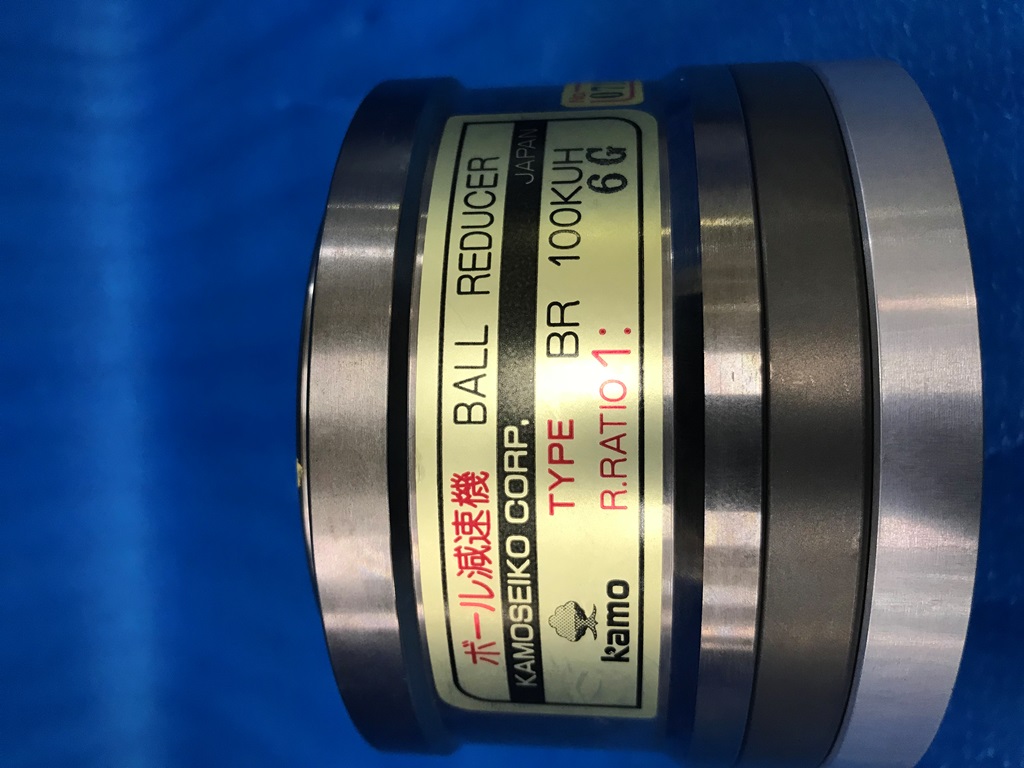 ボール減速機 BALL REDUCER
KAMOSEIKO CORP. JAPAN
TYPE BR 100KUH
R.RATIO 1: 6G
kamo